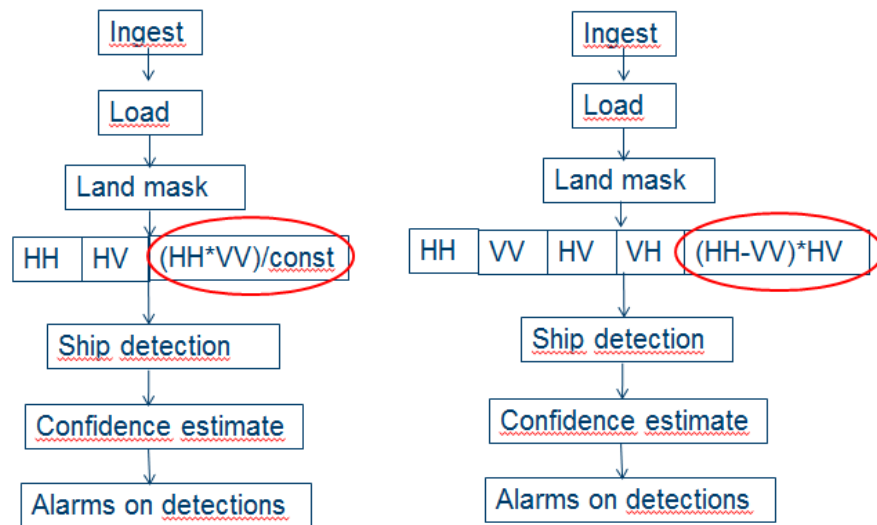 Ingest
Load
Land mask
HH HV (HH*VV)/const
Ship detection
Confidence estimate
Alarms on detections
Ingest
Load
Land mask
HH VV HV VH (HH-VV)*HV
Ship detection
Confidence estimate
Alarms on detections